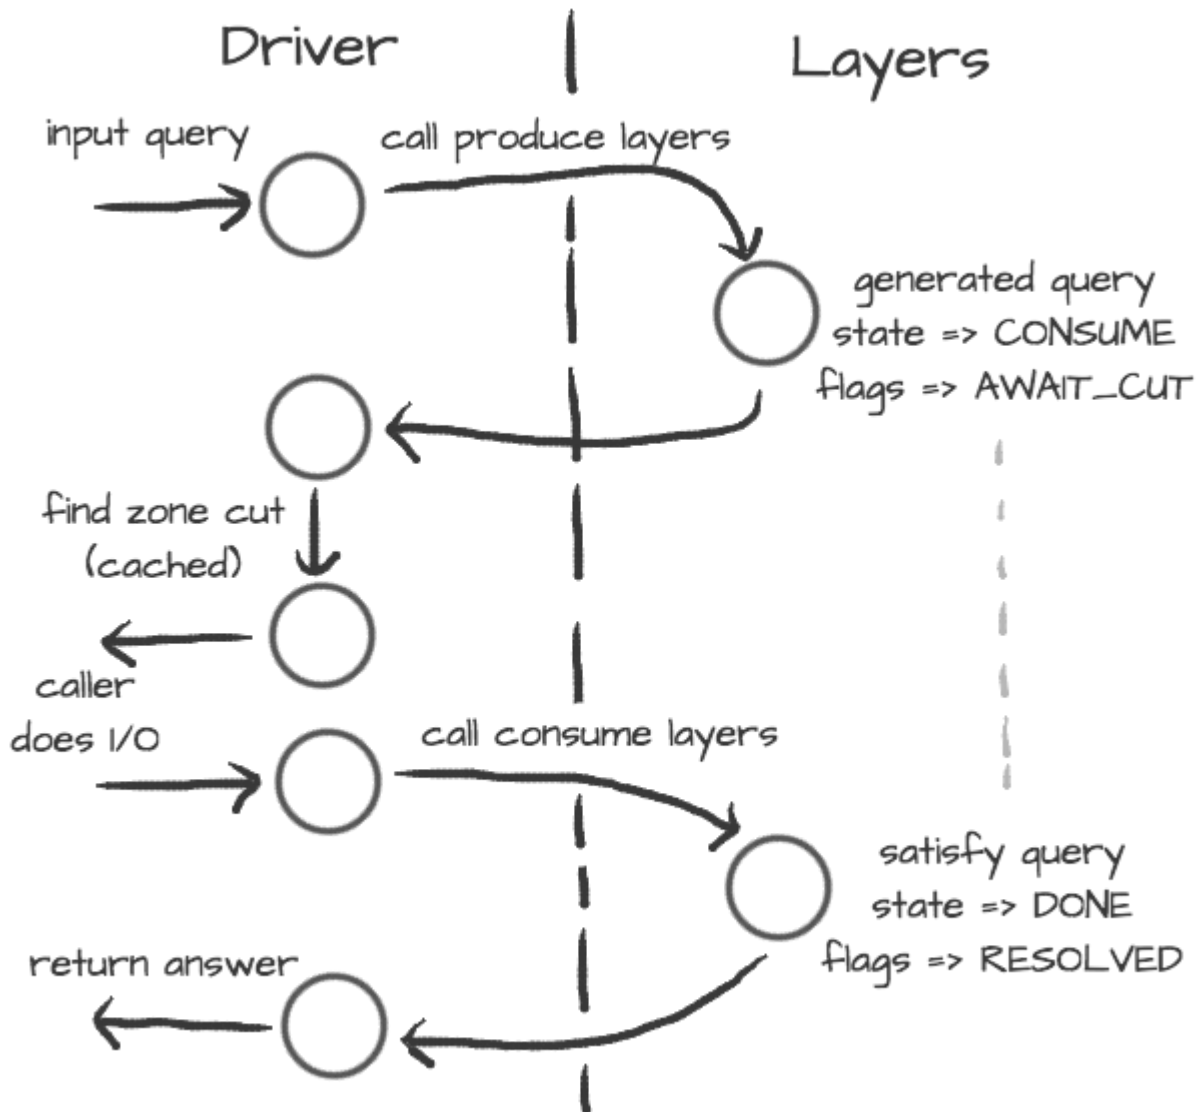 Driver
Layers
input query
call produce layers
generated query
state => CONSUME
flags => AWAIT_CUT
find zone cut
(cached)
caller
does I/O
call consume layers
satisfy query
state => DONE
flags => RESOLVED
return answer